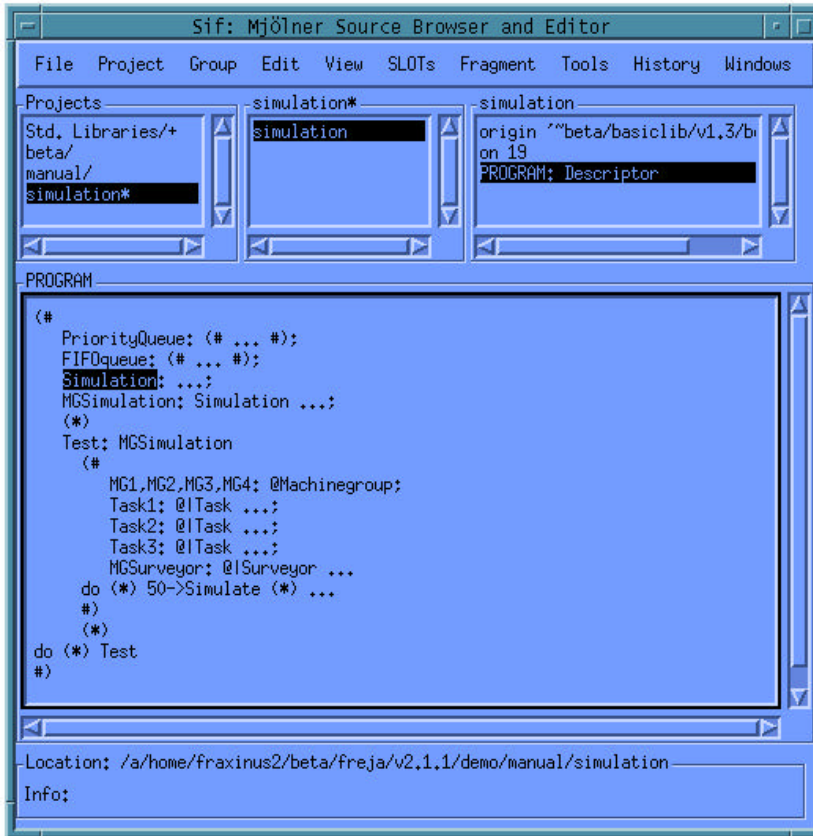 Sif: MjÖlner Source Browser and Editor
File Project Group Edit View SLOTs Fragment Tools History Windows
Projects
Std. Libraries/+
beta/
manual/
simulation*
simulation*
simulation
simulation
origin '~beta/basiclib/v1.3/b
on 19
PROGRAM: Descriptor
PROGRAM
(#
PriorityQueue: (# ... #);
FIFOqueue: (# ... #);
Simulation: ...;
MGSimulation: Simulation ...;
(*)
Test: MGSimulation
(#
MG1,MG2,MG3,MG4: @Machinegroup;
Task1: @|Task ...;
Task2: @|Task ...;
Task3: @|Task ...;
MGSurveyor: @|Surveyor ...
do (*) 50->Simulate (*) ...
#)
(*)
do (*) Test
#)
Location: /a/home/fraxinus2/beta/freja/v2.1.1/demo/manual/simulation
Info: